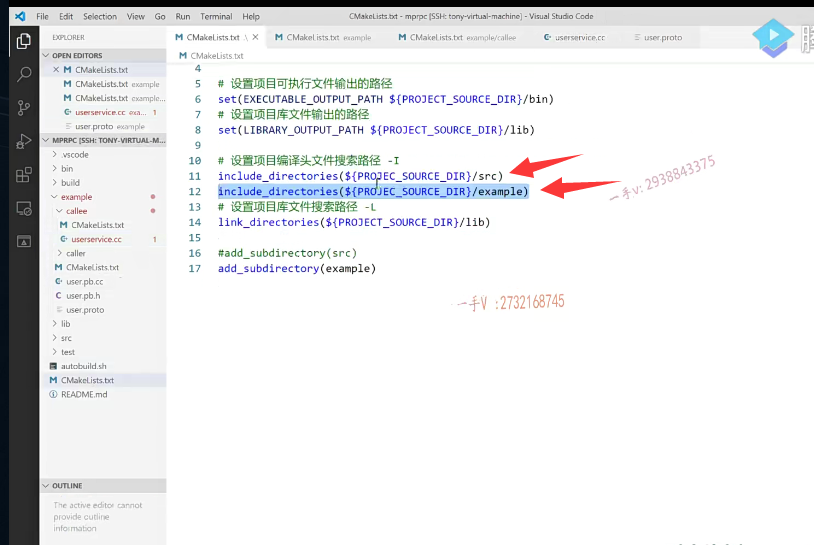 File Edit Selection View Go Run Terminal Help
CMakeLists.txt - mprpc [SSH: tony-virtual-machine] - Visual Studio Code
EXPLORER
OPEN EDITORS
CMakeLists.txt
CMakeLists.txt example
CMakeLists.txt example...
userservice.cc exa... 1
user.proto example
MPRPC [SSH: TONY-VIRTUAL-M...
.vscode
bin
build
example
callee
CMakeLists.txt
userservice.cc 1
caller
CMakeLists.txt
user.pb.cc
user.pb.h
user.proto
lib
src
test
autobuild.sh
CMakeLists.txt
README.md
OUTLINE
The active editor cannot
provide outline
information
CMakeLists.txt .\ CMakeLists.txt example CMakeLists.txt example/callee userservice.cc user.proto
CMakeLists.txt
4
5 # 设置项目可执行文件输出的路径
6 set(EXECUTABLE_OUTPUT_PATH ${PROJECT_SOURCE_DIR}/bin)
7 # 设置项目库文件输出的路径
8 set(LIBRARY_OUTPUT_PATH ${PROJECT_SOURCE_DIR}/lib)
9
10 # 设置项目编译头文件搜索路径 -I
11 include_directories(${PROJEC_SOURCE_DIR}/src)
12 include_directories(${PROJEC_SOURCE_DIR}/example)
13 # 设置项目库文件搜索路径 -L
14 link_directories(${PROJECT_SOURCE_DIR}/lib)
15
16 #add_subdirectory(src)
17 add_subdirectory(example)
一手v: 2938843375
一手V :2732168745